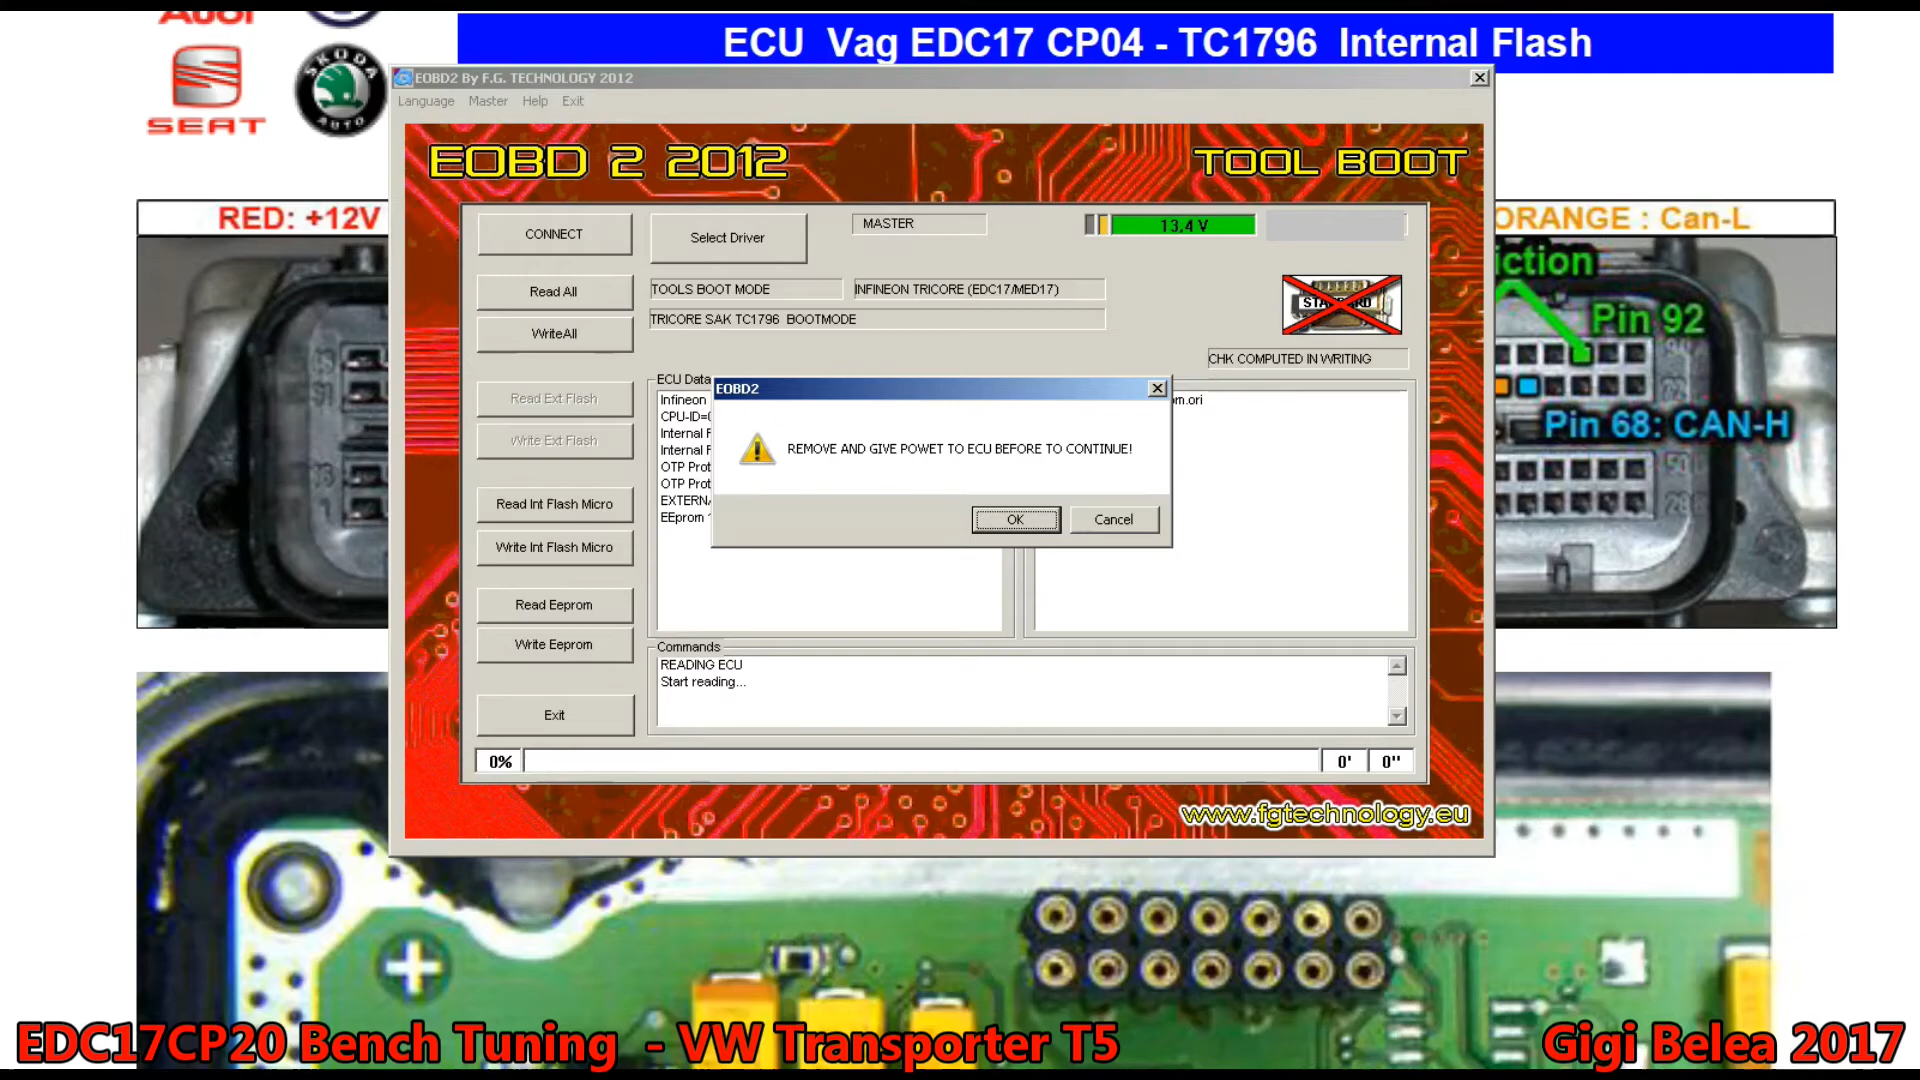 Audi
SKODA
AUTO
SEAT
ECU Vag EDC17 CP04 - TC1796 Internal Flash
EOBD2 By F.G. TECHNOLOGY 2012
Language Master Help Exit
EOBD 2 2012
TOOL BOOT
RED: +12V
ORANGE : Can-L
CONNECT
Select Driver
MASTER
13,4 V
Read All
TOOLS BOOT MODE
INFINEON TRICORE (EDC17/MED17)
WriteAll
TRICORE SAK TC1796 BOOTMODE
CHK COMPUTED IN WRITING
Pin 92
Pin 68: CAN-H
ECU Data
Infineon
Internal F
Internal F
OTP Prot
OTP Prot
EEprom
EOBD2
REMOVE AND GIVE POWET TO ECU BEFORE TO CONTINUE!
OK
Cancel
Read Ext Flash
Write Ext Flash
Read Int Flash Micro
Write Int Flash Micro
Read Eeprom
Write Eeprom
Exit
Commands
READING ECU
Start reading...
0%
0'
0''
www.fgtechnology.eu
EDC17CP20 Bench Tuning - VW Transporter T5
Gigi Belea 2017